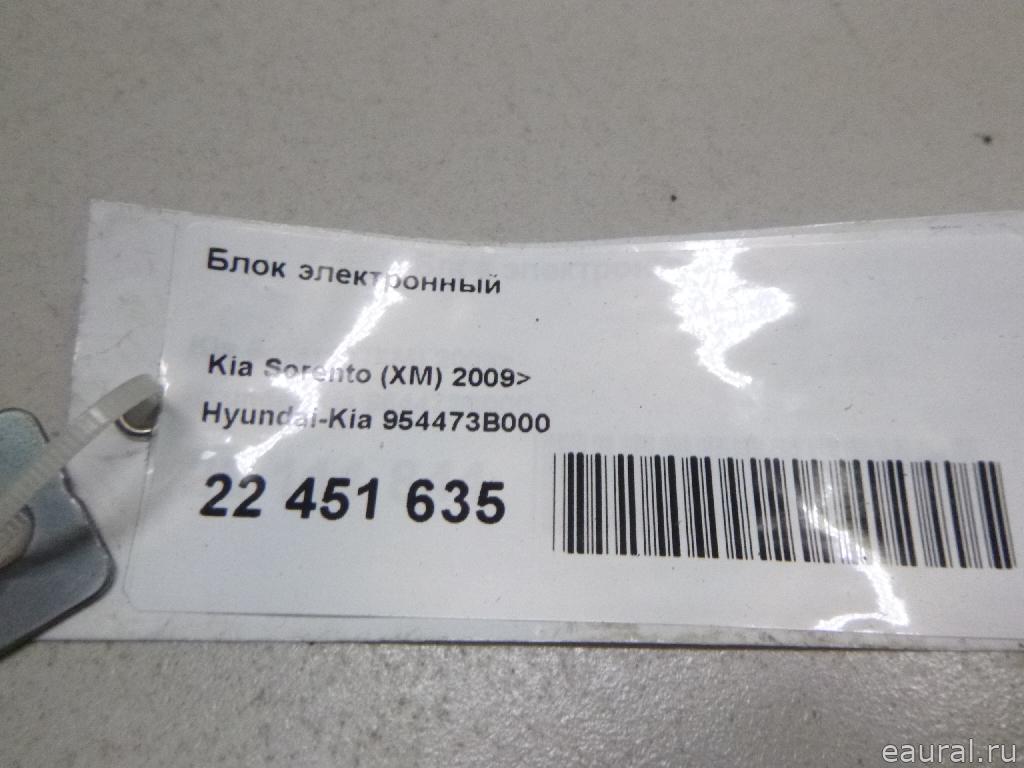 Блок электронный
Kia Sorento (XM) 2009>
Hyundai-Kia 954473B000
22 451 635
eaural.ru